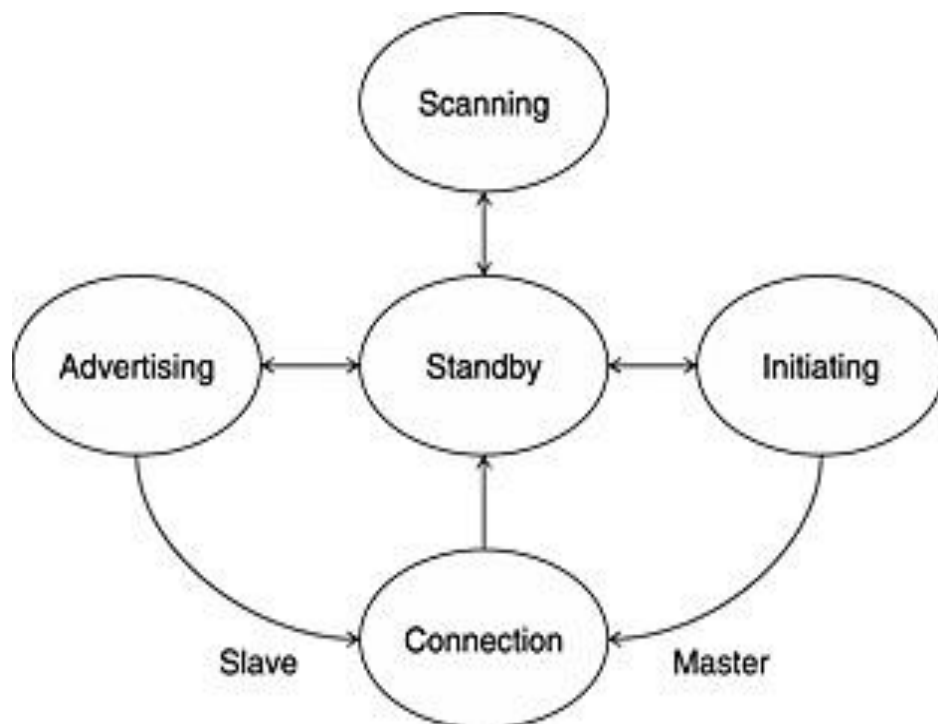 Scanning
Advertising
Standby
Initiating
Connection
Slave
Master